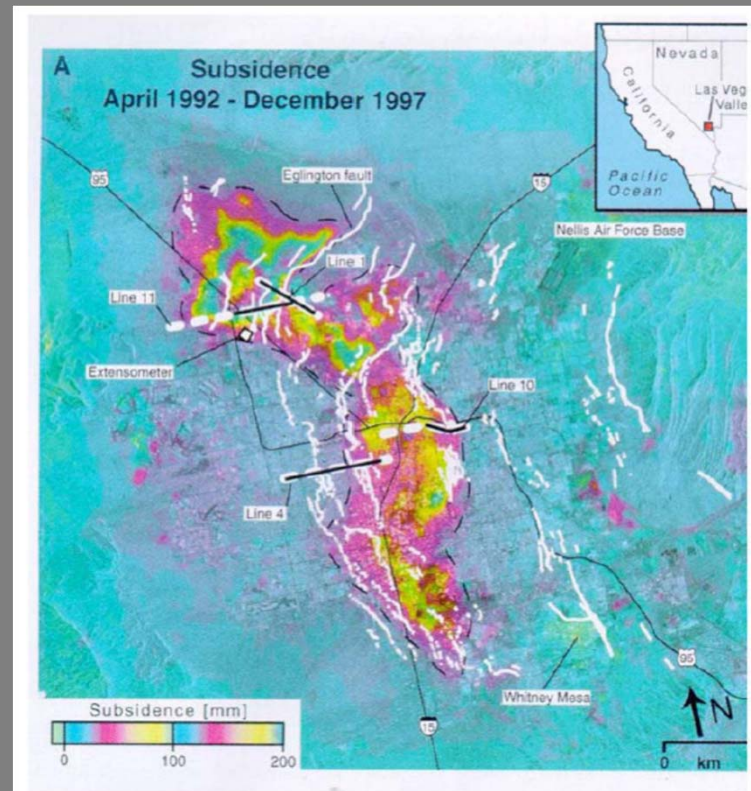 A
Subsidence
April 1992 - December 1997
Nevada
California
Las Veg
Valle
Pacific
Ocean
95
Eglington fault
15
Nellis Air Force Base
Line 1
Line 11
Extensometer
Line 10
Line 4
95
Whitney Mesa
N
Subsidence [mm]
0 100 200
15
0 km